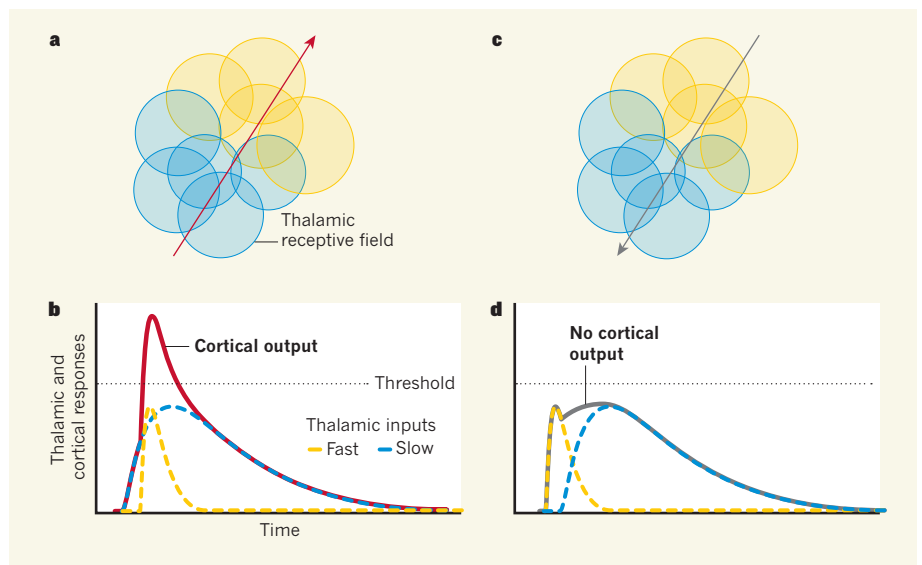 a
c
Thalamic
receptive field
b
d
Thalamic and
cortical responses
Cortical output
Threshold
Thalamic inputs
Fast
Slow
Time
No cortical
output